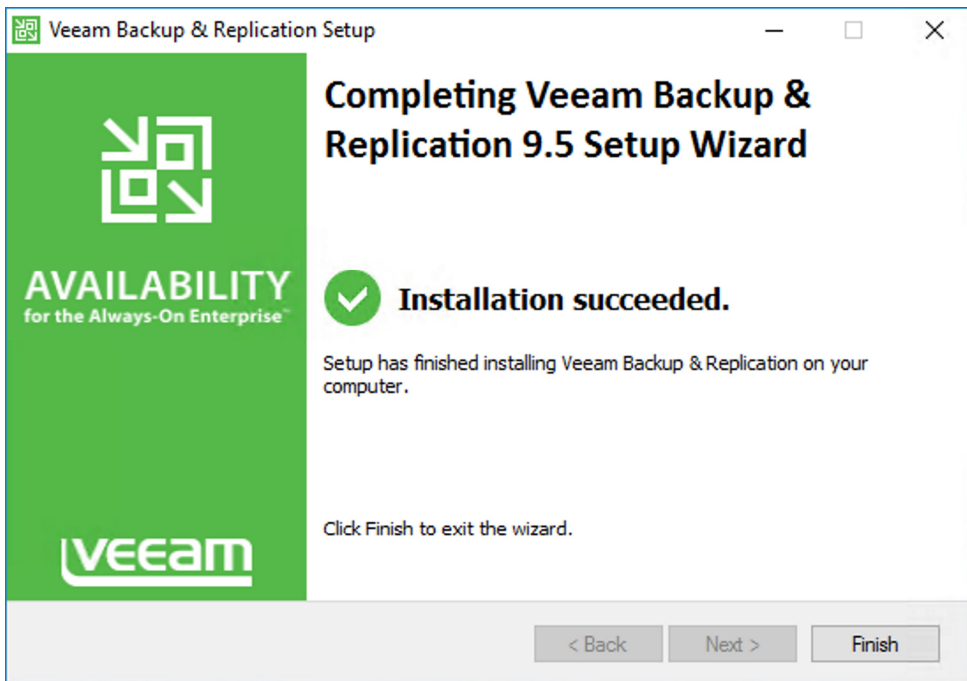 Veeam Backup & Replication Setup
Completing Veeam Backup &
Replication 9.5 Setup Wizard
AVAILABILITY
for the Always-On Enterprise™
Installation succeeded.
Setup has finished installing Veeam Backup & Replication on your
computer.
Click Finish to exit the wizard.
veeam
< Back
Next >
Finish